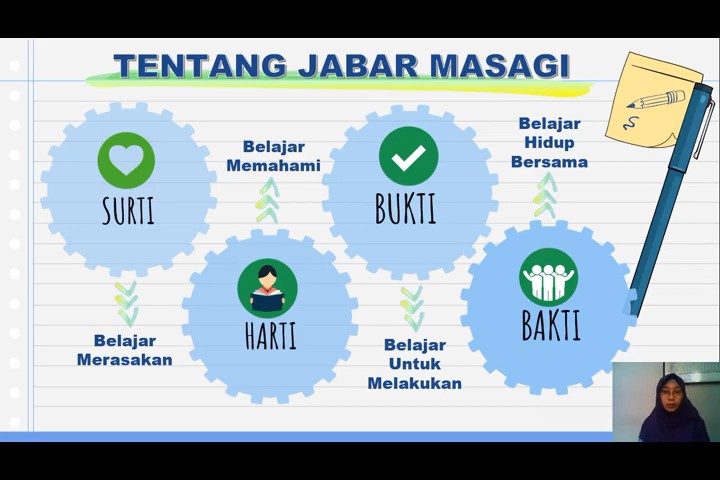 TENTANG JABAR MASAGI
SURTI
Belajar
Merasakan
Belajar
Memahami
HARTI
BUKTI
Belajar
Untuk
Melakukan
Belajar
Hidup
Bersama
BAKTI